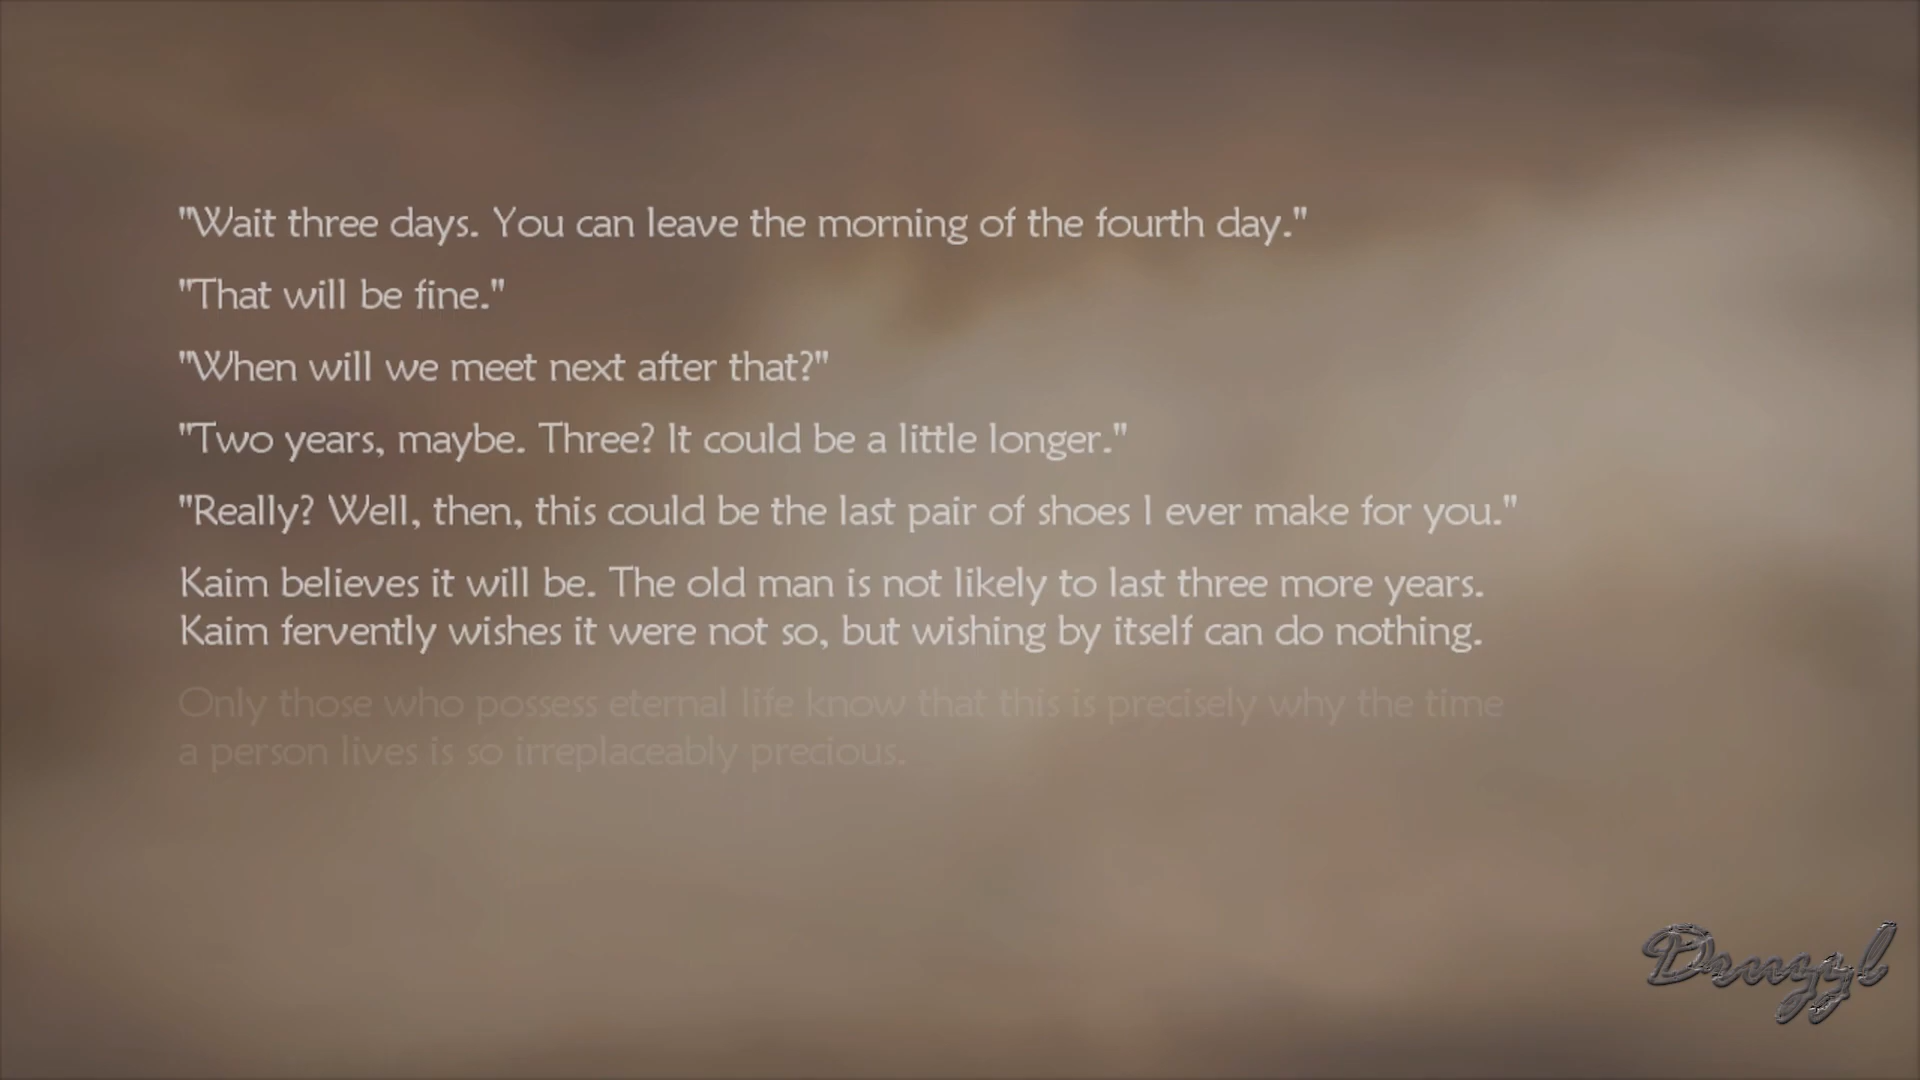 "Wait three days. You can leave the morning of the fourth day."
"That will be fine."
"When will we meet next after that?"
"Two years, maybe. Three? It could be a little longer."
"Really? Well, then, this could be the last pair of shoes I ever make for you."
Kaim believes it will be. The old man is not likely to last three more years.
Kaim fervently wishes it were not so, but wishing by itself can do nothing.
Only those who possess eternal life know that this is precisely why the time
a person lives is so irreplaceably precious.